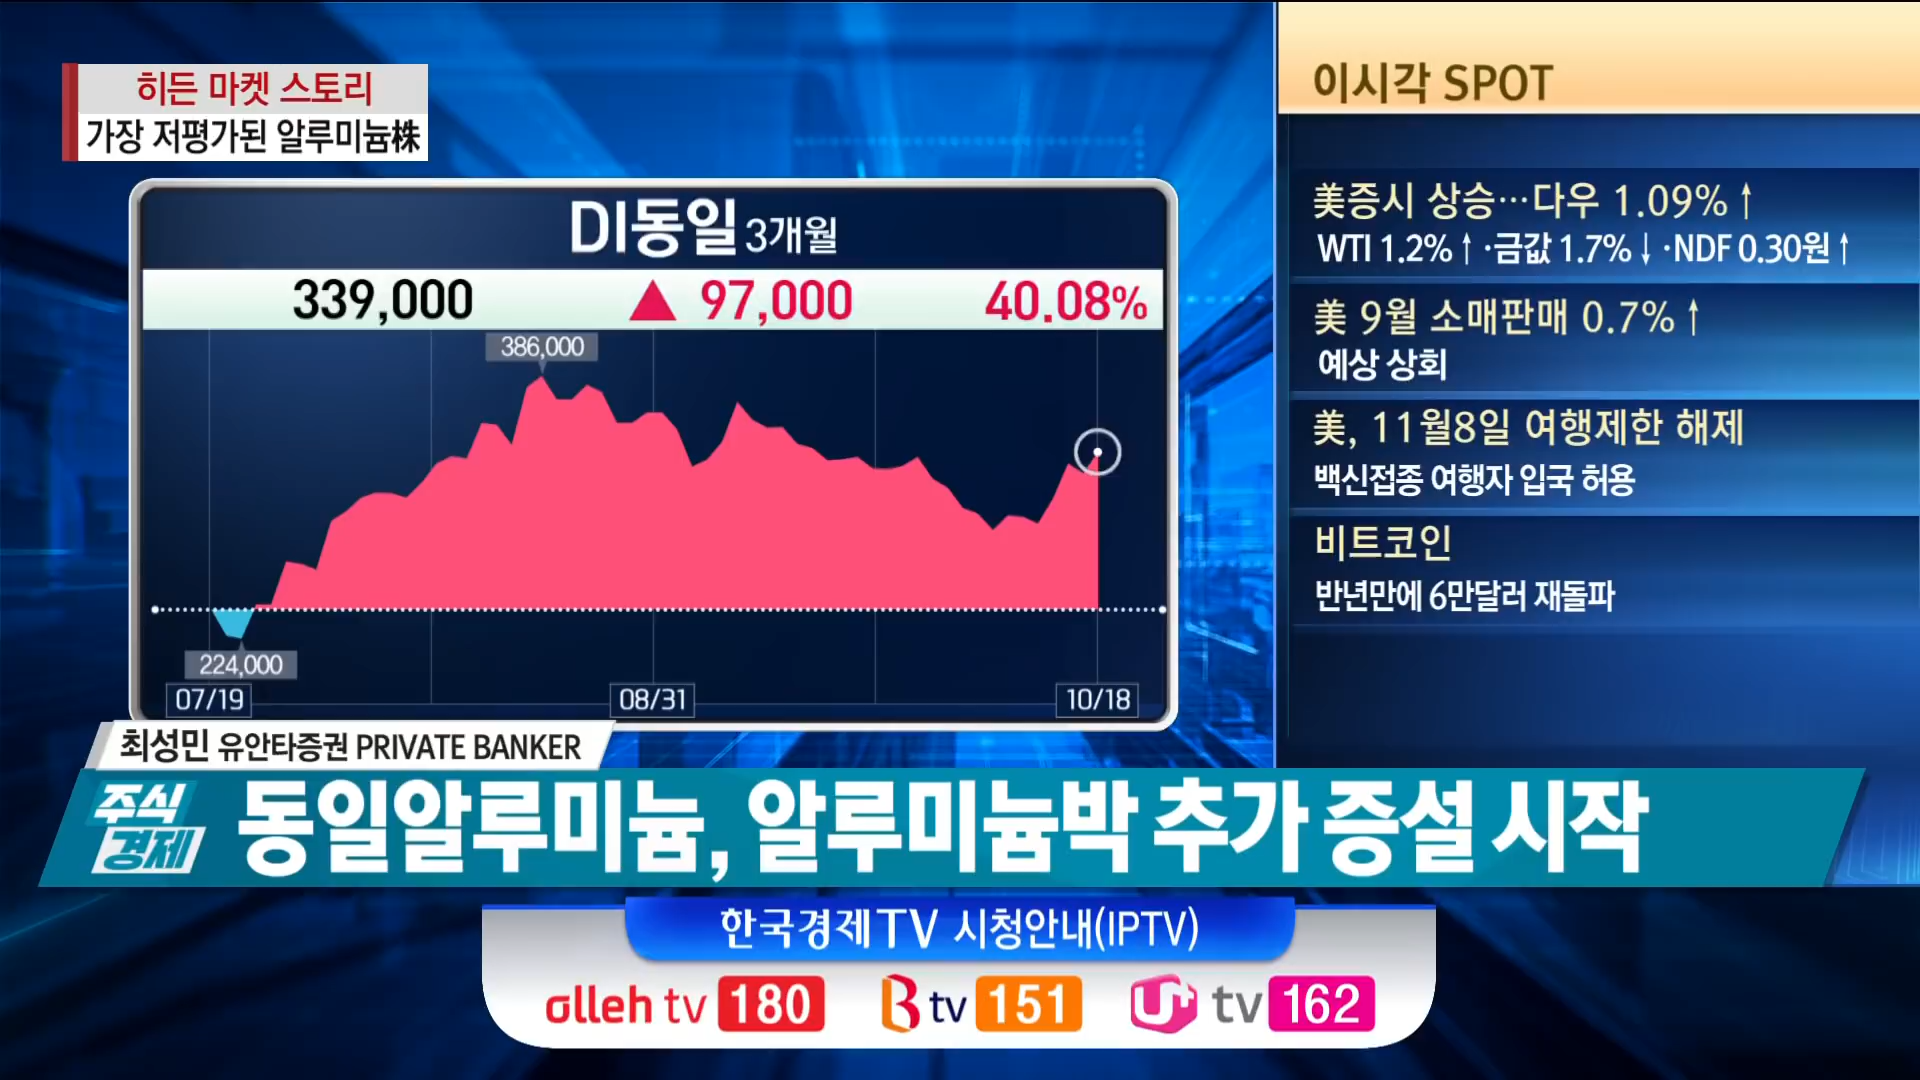 히든 마켓 스토리
가장 저평가된 알루미늄株
DI동일 3개월
339,000 ▲ 97,000 40.08%
386,000
224,000
07/19 08/31 10/18
이시각 SPOT
美증시 상승…다우 1.09%↑
WTI 1.2%↑·금값 1.7%↓·NDF 0.30원↑
美 9월 소매판매 0.7%↑
예상 상회
美, 11월8일 여행제한 해제
백신접종 여행자 입국 허용
비트코인
반년만에 6만달러 재돌파
최성민 유안타증권 PRIVATE BANKER
주식
경제
동일알루미늄, 알루미늄박 추가 증설 시작
한국경제TV 시청안내(IPTV)
olleh tv 180 B tv 151 U+ tv 162